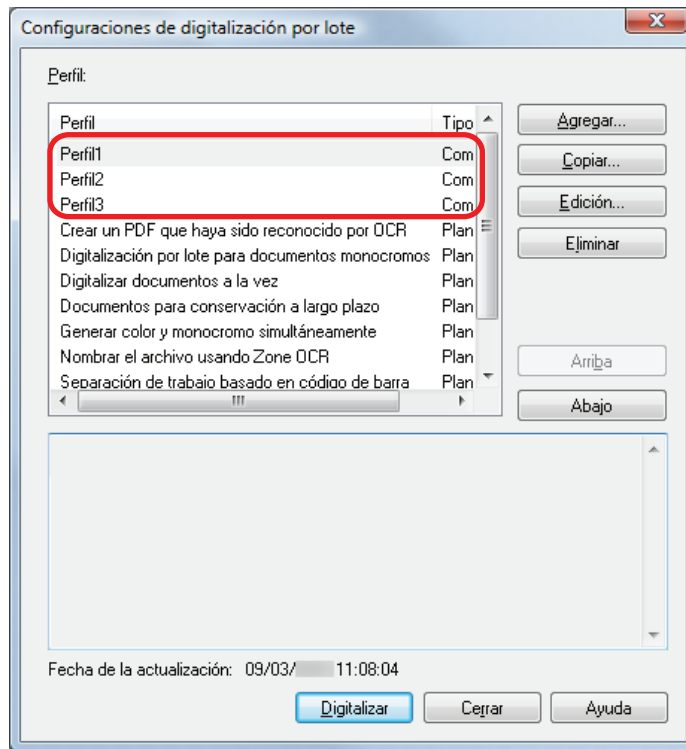 Configuraciones de digitalización por lote
Perfil:
Perfil Tipo
Perfil1 Com
Perfil2 Com
Perfil3 Com
Crear un PDF que haya sido reconocido por OCR Plan
Digitalización por lote para documentos monocromos Plan
Digitalizar documentos a la vez Plan
Documentos para conservación a largo plazo Plan
Generar color y monocromo simultáneamente Plan
Nombrar el archivo usando Zone OCR Plan
Separación de trabajo basado en código de barra Plan
Agregar...
Copiar...
Edición...
Eliminar
Arriba
Abajo
Fecha de la actualización: 09/03/ 11:08:04
Digitalizar Cerrar Ayuda